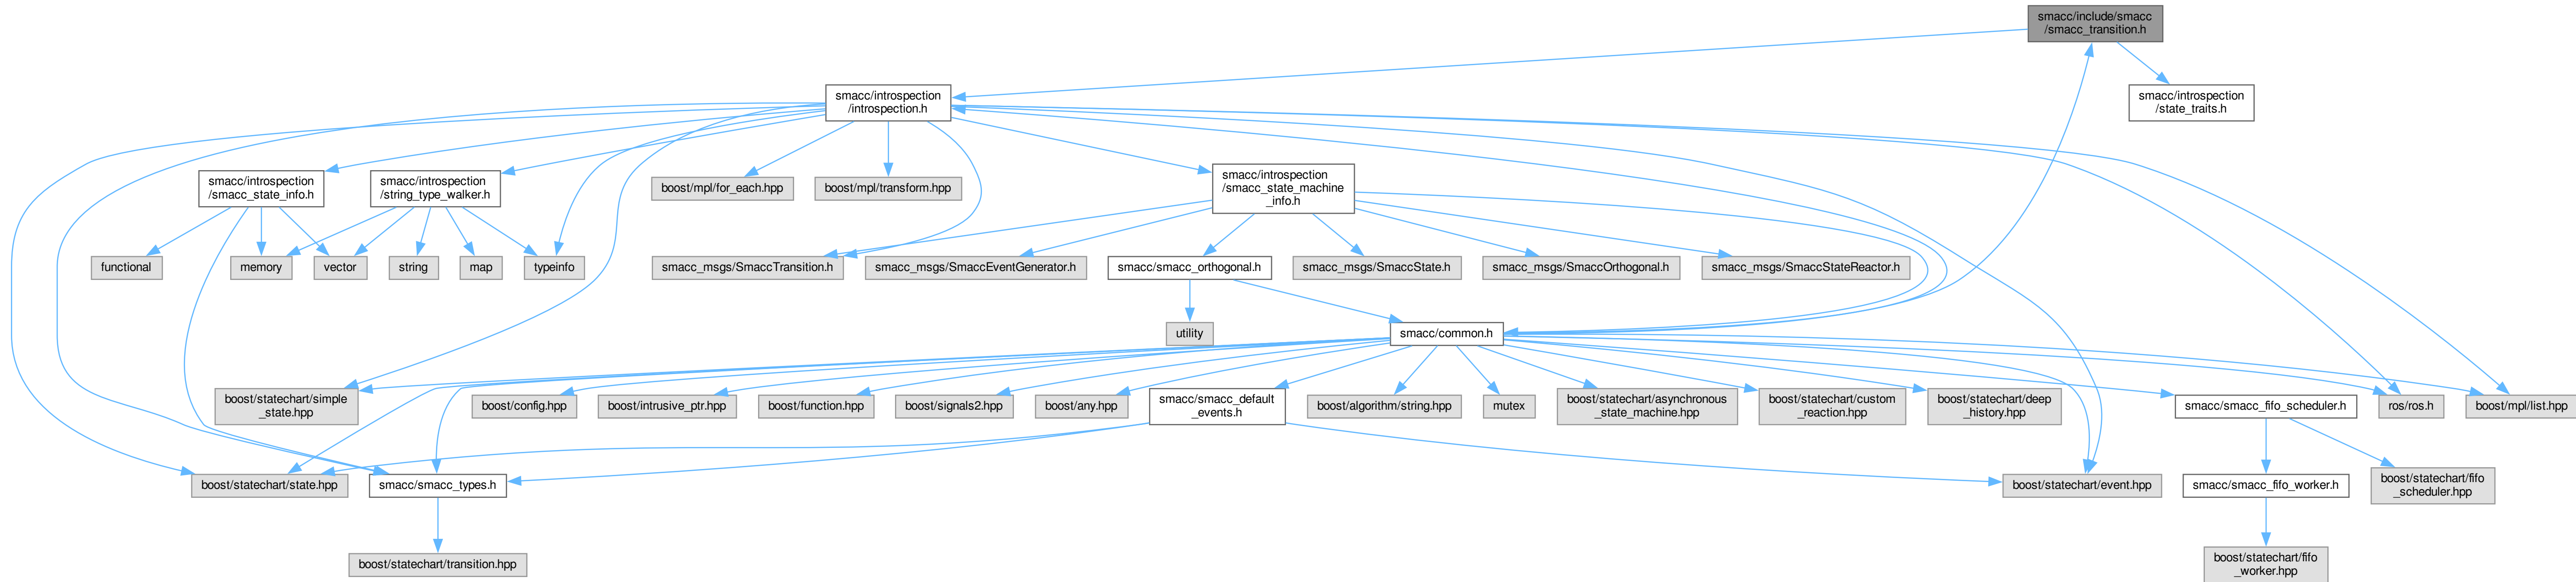 smacc/include/smacc
/smacc_transition.h
smacc/introspection
/introspection.h
smacc/introspection
/state_traits.h
smacc/introspection
/smacc_state_info.h
smacc/introspection
/string_type_walker.h
boost/mpl/for_each.hpp
boost/mpl/transform.hpp
smacc/introspection
/smacc_state_machine
_info.h
functional
memory
vector
string
map
typeinfo
smacc_msgs/SmaccTransition.h
smacc_msgs/SmaccEventGenerator.h
smacc/smacc_orthogonal.h
smacc_msgs/SmaccState.h
smacc_msgs/SmaccOrthogonal.h
smacc_msgs/SmaccStateReactor.h
utility
smacc/common.h
boost/statechart/simple
_state.hpp
boost/config.hpp
boost/intrusive_ptr.hpp
boost/function.hpp
boost/signals2.hpp
boost/any.hpp
smacc/smacc_default
_events.h
boost/algorithm/string.hpp
mutex
boost/statechart/asynchronous
_state_machine.hpp
boost/statechart/custom
_reaction.hpp
boost/statechart/deep
_history.hpp
smacc/smacc_fifo_scheduler.h
ros/ros.h
boost/mpl/list.hpp
boost/statechart/state.hpp
smacc/smacc_types.h
boost/statechart/event.hpp
smacc/smacc_fifo_worker.h
boost/statechart/fifo
_scheduler.hpp
boost/statechart/transition.hpp
boost/statechart/fifo
_worker.hpp